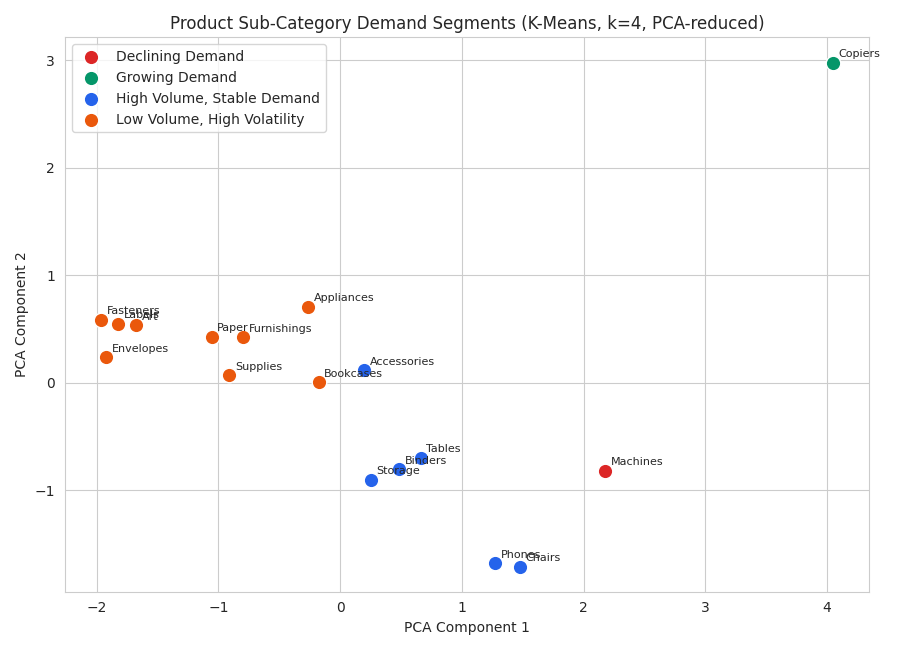 Product Sub-Category Demand Segments (K-Means, k=4, PCA-reduced)
Declining Demand
Growing Demand
High Volume, Stable Demand
Low Volume, High Volatility
Copiers
Appliances
Fasteners
Labels
Art
Paper
Furnishings
Envelopes
Accessories
Supplies
Bookcases
Tables
Binders
Storage
Machines
Phones
Chairs
3
2
1
0
−1
PCA Component 2
−2
−1
0
1
2
3
4
PCA Component 1